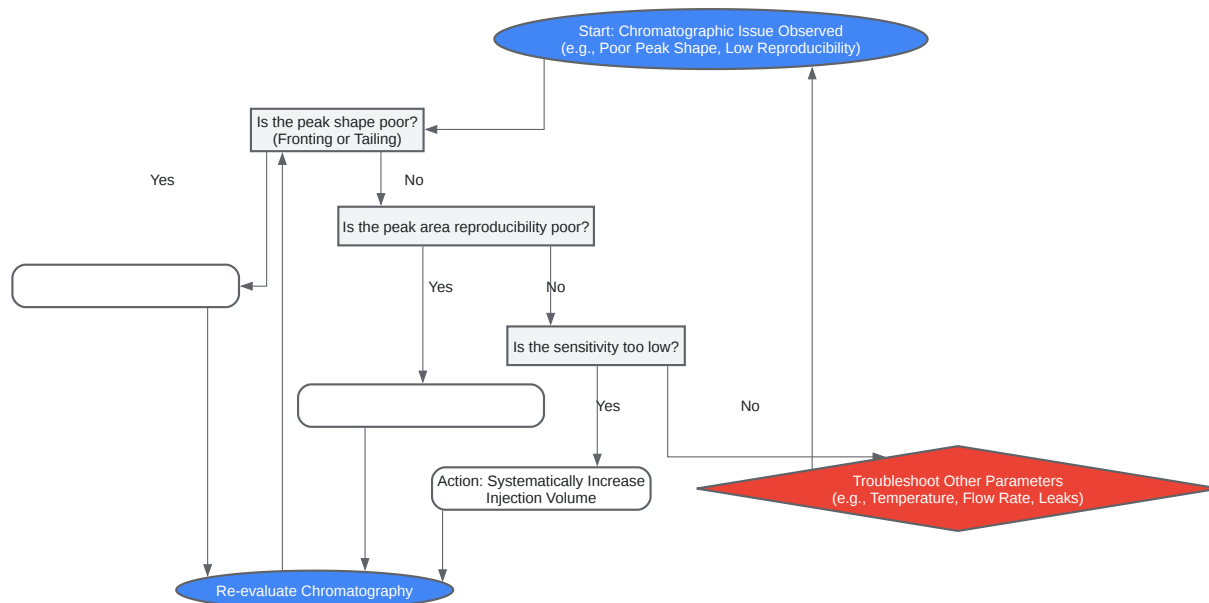 Start: Chromatographic Issue Observed
(e.g., Poor Peak Shape, Low Reproducibility)
Is the peak shape poor?
(Fronting or Tailing)
Yes
No
Is the peak area reproducibility poor?
Yes
No
Is the sensitivity too low?
Yes
No
Action: Systematically Increase
Injection Volume
Troubleshoot Other Parameters
(e.g., Temperature, Flow Rate, Leaks)
Re-evaluate Chromatography